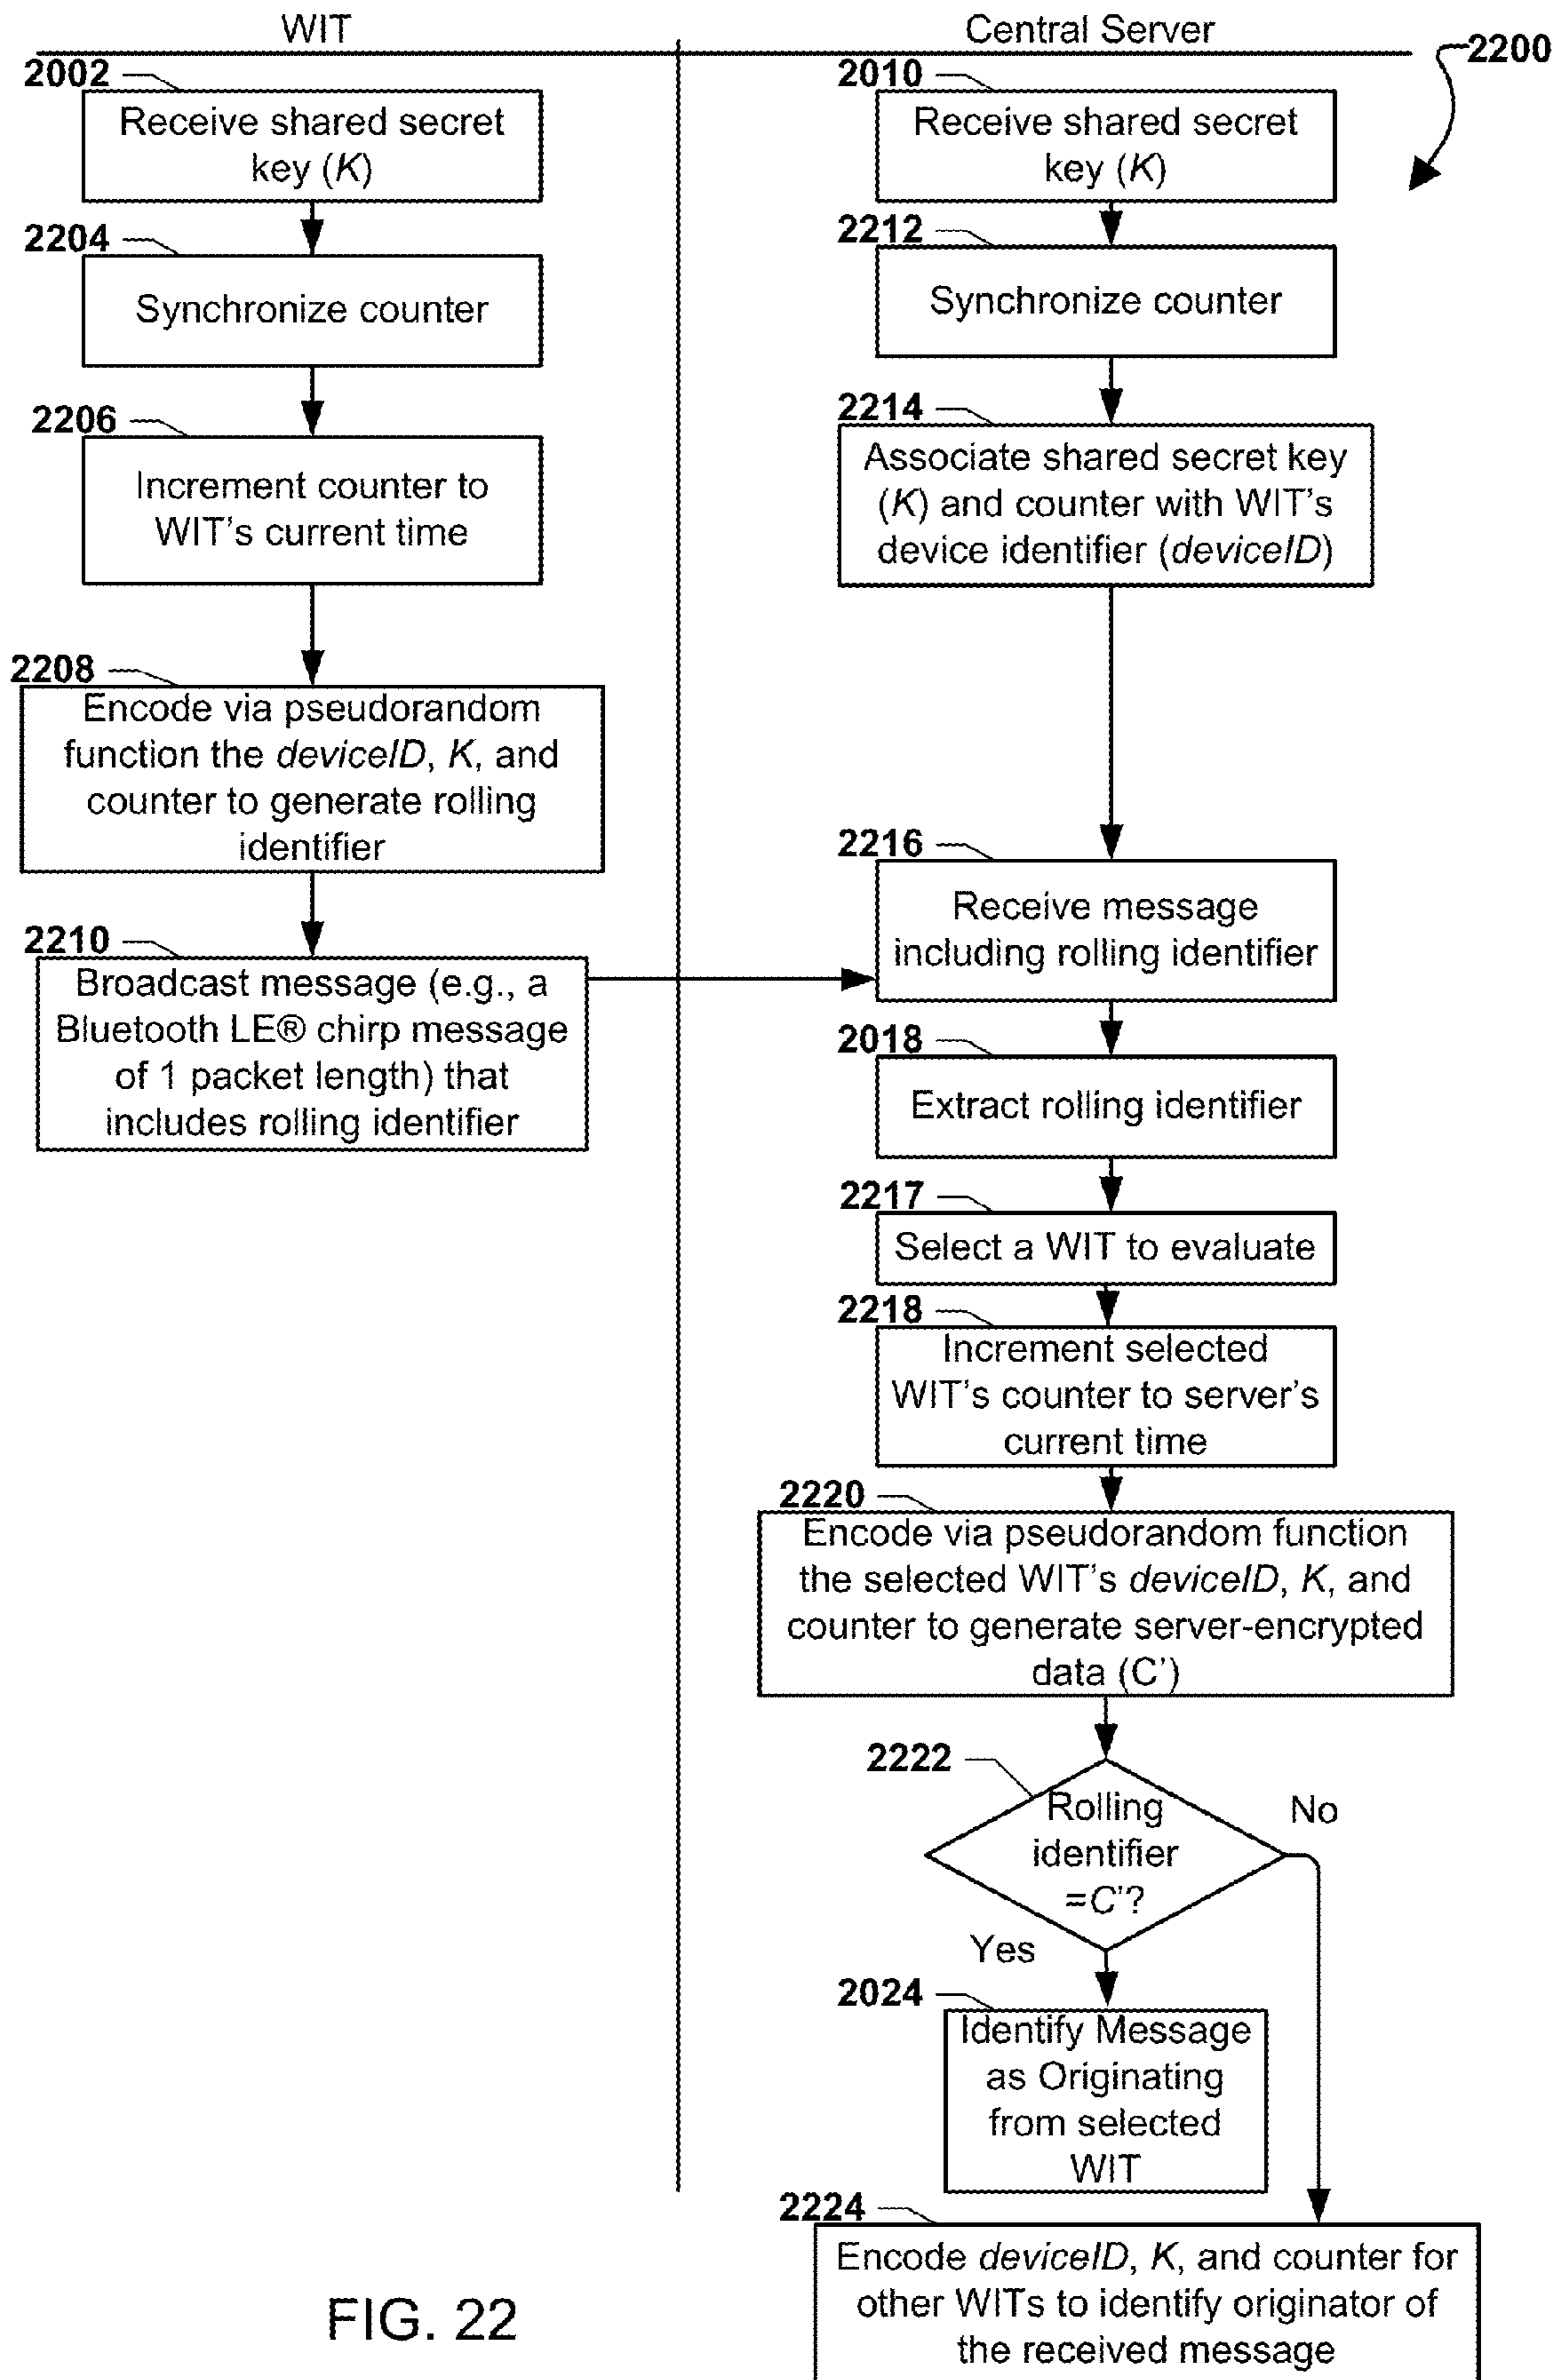 WIT
Central Server
2200
2002
Receive shared secret
key (K)
2204
Synchronize counter
2206
Increment counter to
WIT's current time
2208
Encode via pseudorandom
function the deviceID, K, and
counter to generate rolling
identifier
2210
Broadcast message (e.g., a
Bluetooth LE® chirp message
of 1 packet length) that
includes rolling identifier
2010
Receive shared secret
key (K)
2212
Synchronize counter
2214
Associate shared secret key
(K) and counter with WIT's
device identifier (deviceID)
2216
Receive message
including rolling identifier
2018
Extract rolling identifier
2217
Select a WIT to evaluate
2218
Increment selected
WIT's counter to server's
current time
2220
Encode via pseudorandom function
the selected WIT's deviceID, K, and
counter to generate server-encrypted
data (C')
2222
Rolling
identifier
=C'?
No
Yes
2024
Identify Message
as Originating
from selected
WIT
2224
Encode deviceID, K, and counter for
other WITs to identify originator of
the received message
FIG. 22